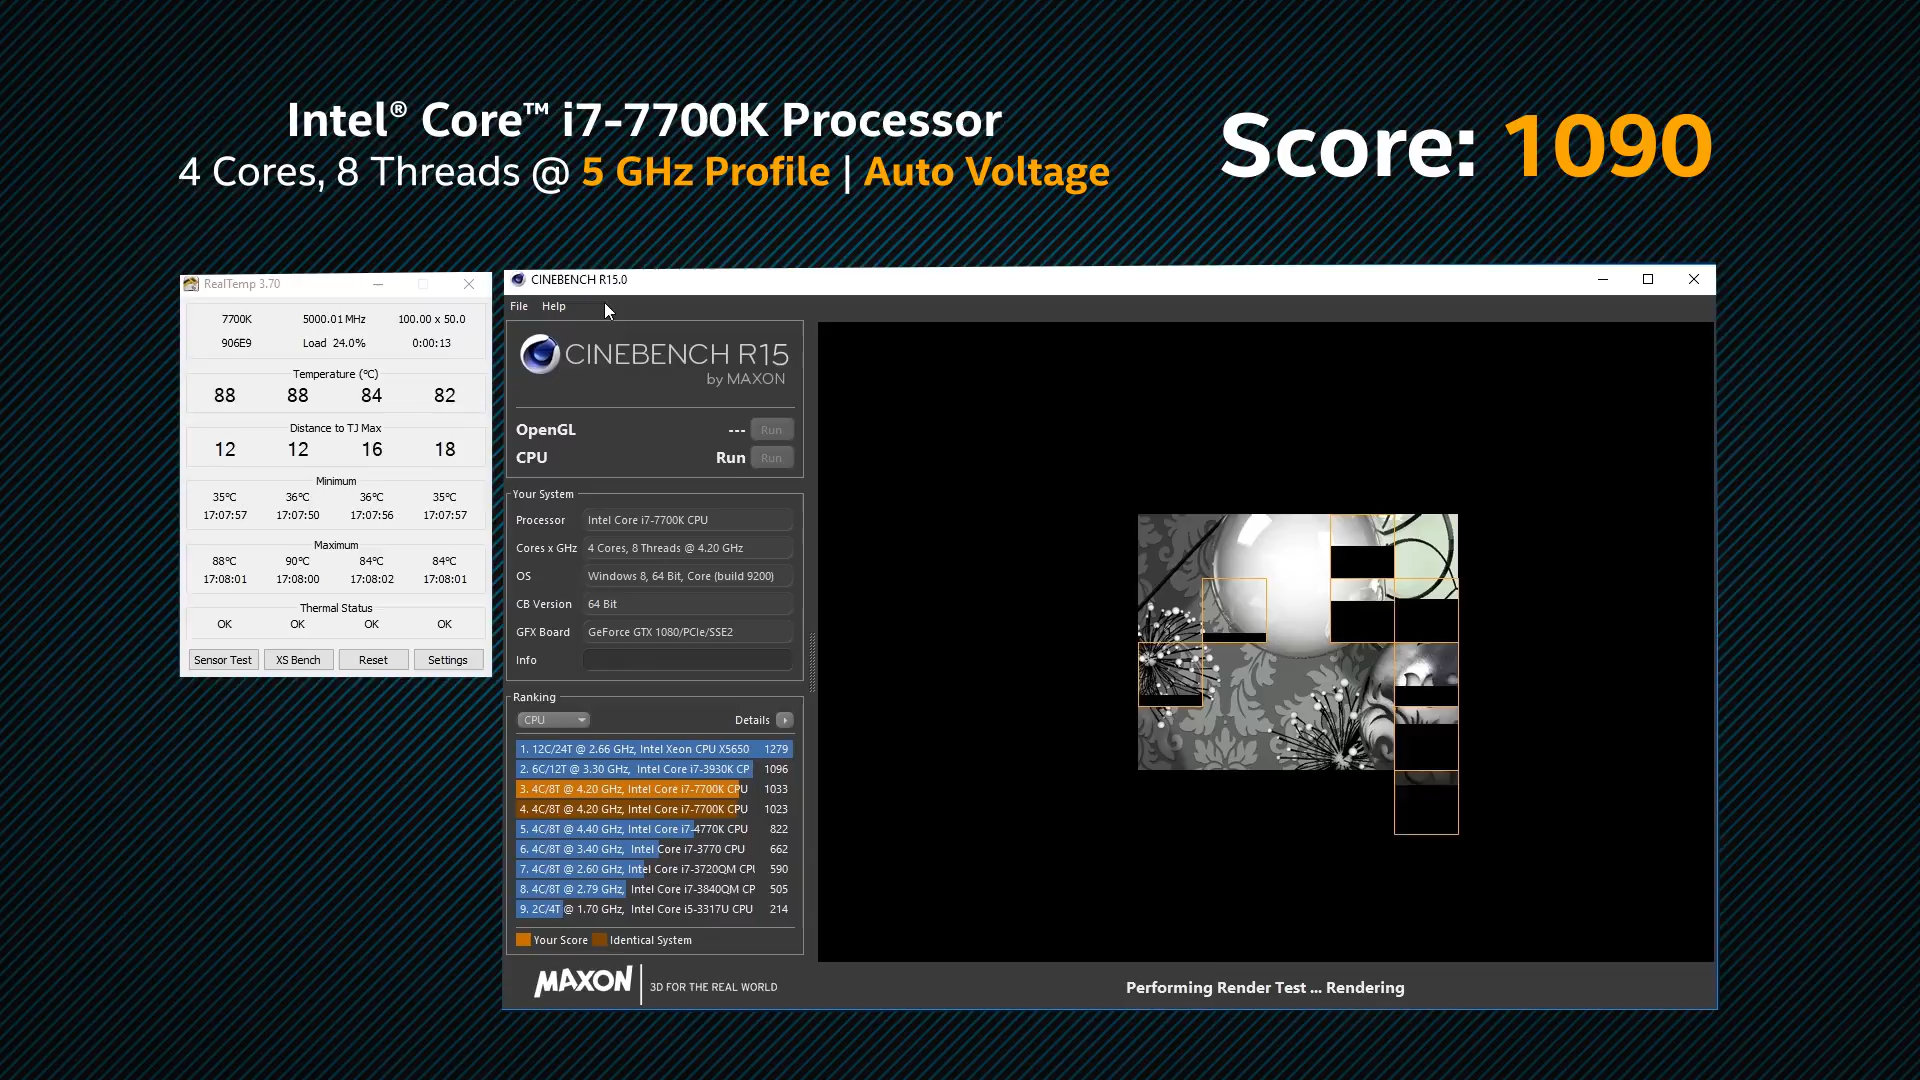 Intel® Core™ i7-7700K Processor
4 Cores, 8 Threads @ 5 GHz Profile | Auto Voltage
Score: 1090
RealTemp 3.70
7700K 5000.01 MHz 100.00 x 50.0
906E9 Load 24.0% 0:00:13
Temperature (°C)
88 88 84 82
Distance to TJ Max
12 12 16 18
Minimum
35°C 36°C 36°C 35°C
17:07:57 17:07:50 17:07:56 17:07:57
Maximum
88°C 90°C 84°C 84°C
17:08:01 17:08:00 17:08:02 17:08:01
Thermal Status
OK OK OK OK
Sensor Test XS Bench Reset Settings
CINEBENCH R15.0
File Help
CINEBENCH R15
by MAXON
OpenGL --- Run
CPU Run Run
Your System
Processor Intel Core i7-7700K CPU
Cores x GHz 4 Cores, 8 Threads @ 4.20 GHz
OS Windows 8, 64 Bit, Core (build 9200)
CB Version 64 Bit
GFX Board GeForce GTX 1080/PCIe/SSE2
Info
Ranking
CPU Details
1. 12C/24T @ 2.66 GHz, Intel Xeon CPU X5650 1279
2. 6C/12T @ 3.30 GHz, Intel Core i7-3930K CP 1096
3. 4C/8T @ 4.20 GHz, Intel Core i7-7700K CPU 1033
4. 4C/8T @ 4.20 GHz, Intel Core i7-7700K CPU 1023
5. 4C/8T @ 4.40 GHz, Intel Core i7-4770K CPU 822
6. 4C/8T @ 3.40 GHz, Intel Core i7-3770 CPU 662
7. 4C/8T @ 2.60 GHz, Intel Core i7-3720QM CPU 590
8. 4C/8T @ 2.79 GHz, Intel Core i7-3840QM CP 505
9. 2C/4T @ 1.70 GHz, Intel Core i5-3317U CPU 214
Your Score Identical System
MAXON 3D FOR THE REAL WORLD
Performing Render Test ... Rendering